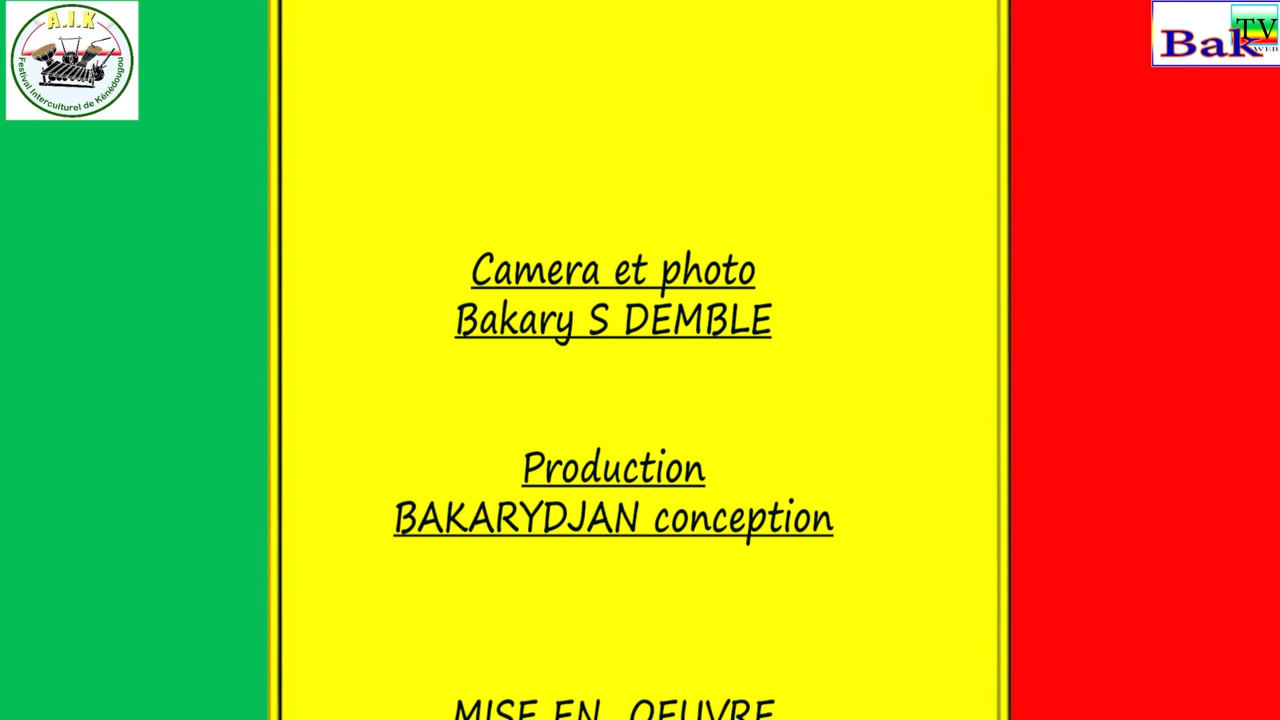 A.I.K
Festival Interculturel de Kénédougou
Bak TV
WEB
Camera et photo
Bakary S DEMBLE
Production
BAKARYDJAN conception
MISE EN OEUVRE